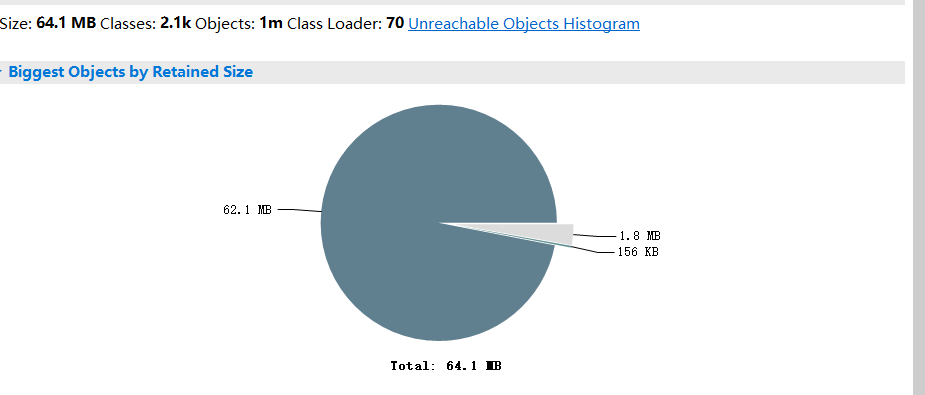 Size: 64.1 MB Classes: 2.1k Objects: 1m Class Loader: 70 Unreachable Objects Histogram
Biggest Objects by Retained Size
62.1 MB
1.8 MB
156 KB
Total: 64.1 MB